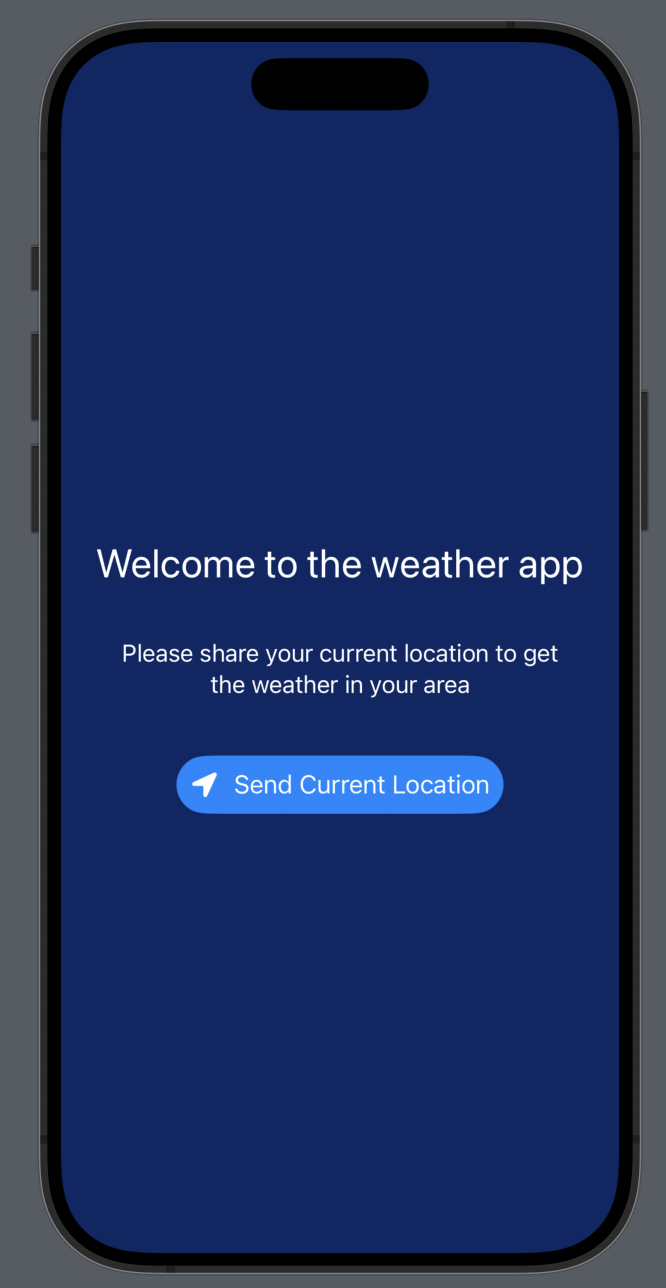 Welcome to the weather app
Please share your current location to get
the weather in your area
Send Current Location